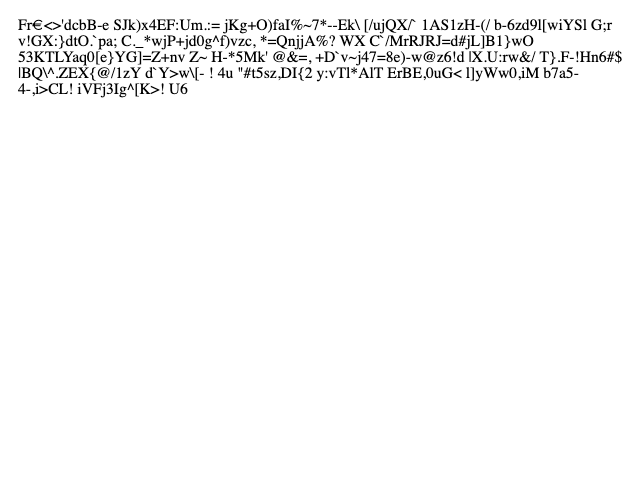 Fr€<>'dcbB-e SJk)x4EF:Um.:= jKg+O)faI%~7*--Ek\ [/ujQX/` 1AS1zH-(/ b-6zd9l[wiYSl G;r
v!GX:}dtO.`pa; C._*wjP+jd0g^f)vzc, *=QnjjA%? WX C`/MrRJRJ=d#jL]B1}wO
53KTLYaq0[e}YG]=Z+nv Z~ H-*5Mk' @&=, +D`v~j47=8e)-w@z6!d |X.U:rw&/ T}.F-!Hn6#$
|BQ\^.ZEX{@/1zY d`Y>w\[- ! 4u "#t5sz,DI{2 y:vTl*AlT ErBE,0uG< l]yWw0,iM b7a5-
4-,i>CL! iVFj3Ig^[K>! U6